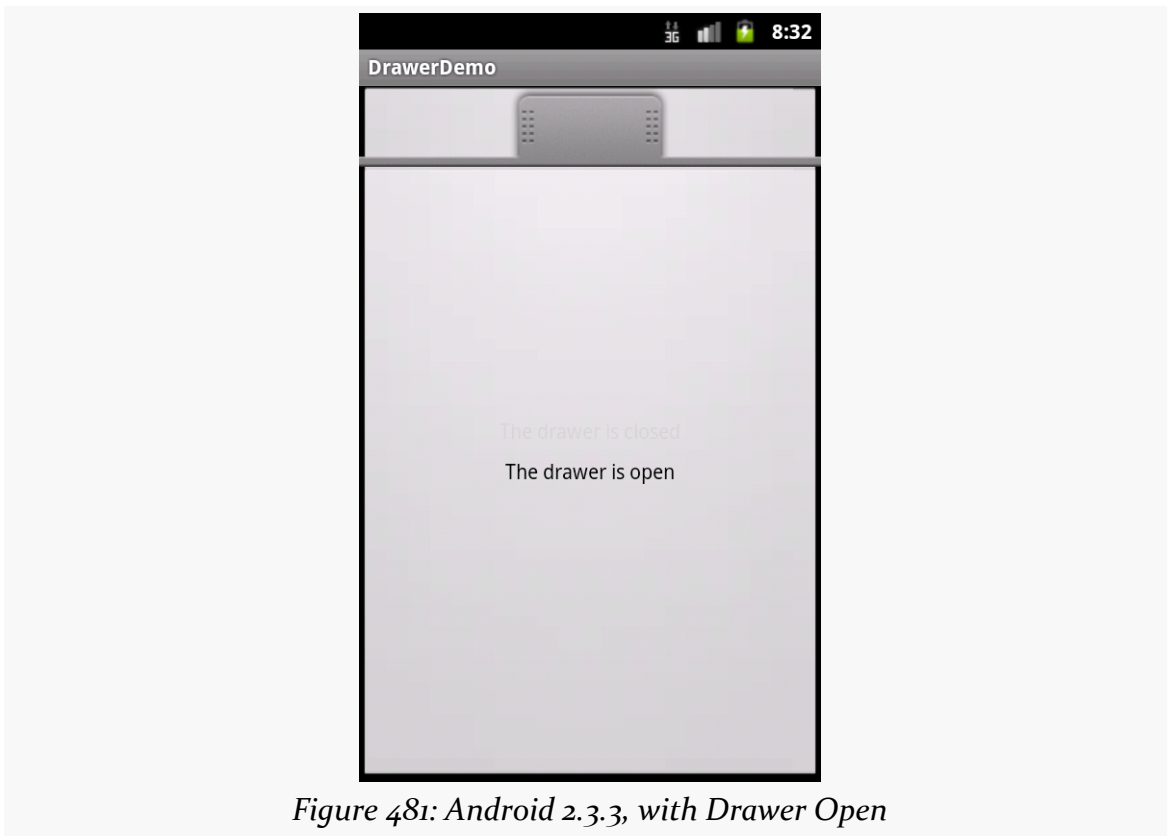 3G 8:32
DrawerDemo
The drawer is closed
The drawer is open
Figure 481: Android 2.3.3, with Drawer Open